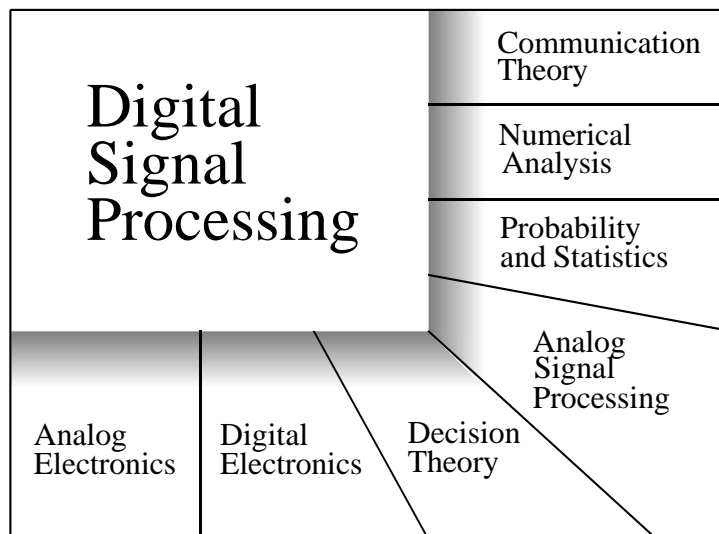 Digital
Signal
Processing
Communication
Theory
Numerical
Analysis
Probability
and Statistics
Analog
Signal
Processing
Decision
Theory
Digital
Electronics
Analog
Electronics